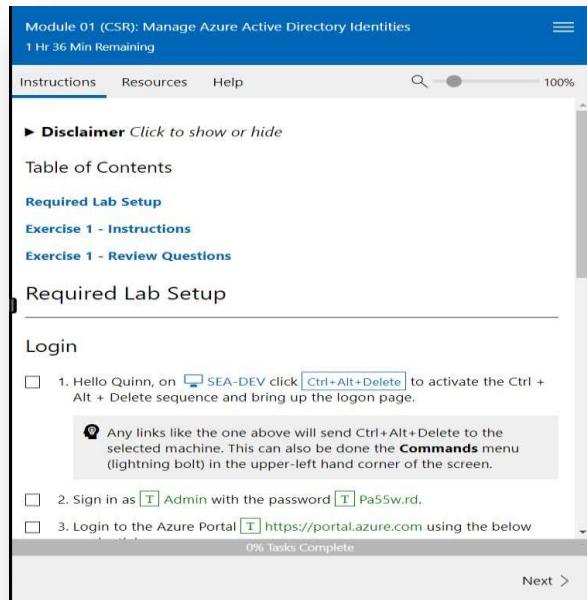 Module 01 (CSR): Manage Azure Active Directory Identities
1 Hr 36 Min Remaining
Instructions Resources Help 100%
▶ Disclaimer Click to show or hide
Table of Contents
Required Lab Setup
Exercise 1 - Instructions
Exercise 1 - Review Questions
Required Lab Setup
Login
1. Hello Quinn, on SEA-DEV click Ctrl+Alt+Delete to activate the Ctrl +
Alt + Delete sequence and bring up the logon page.
Any links like the one above will send Ctrl+Alt+Delete to the
selected machine. This can also be done the Commands menu
(lightning bolt) in the upper-left hand corner of the screen.
2. Sign in as T Admin with the password T Pa55w.rd.
3. Login to the Azure Portal T https://portal.azure.com using the below
0% Tasks Complete
Next >